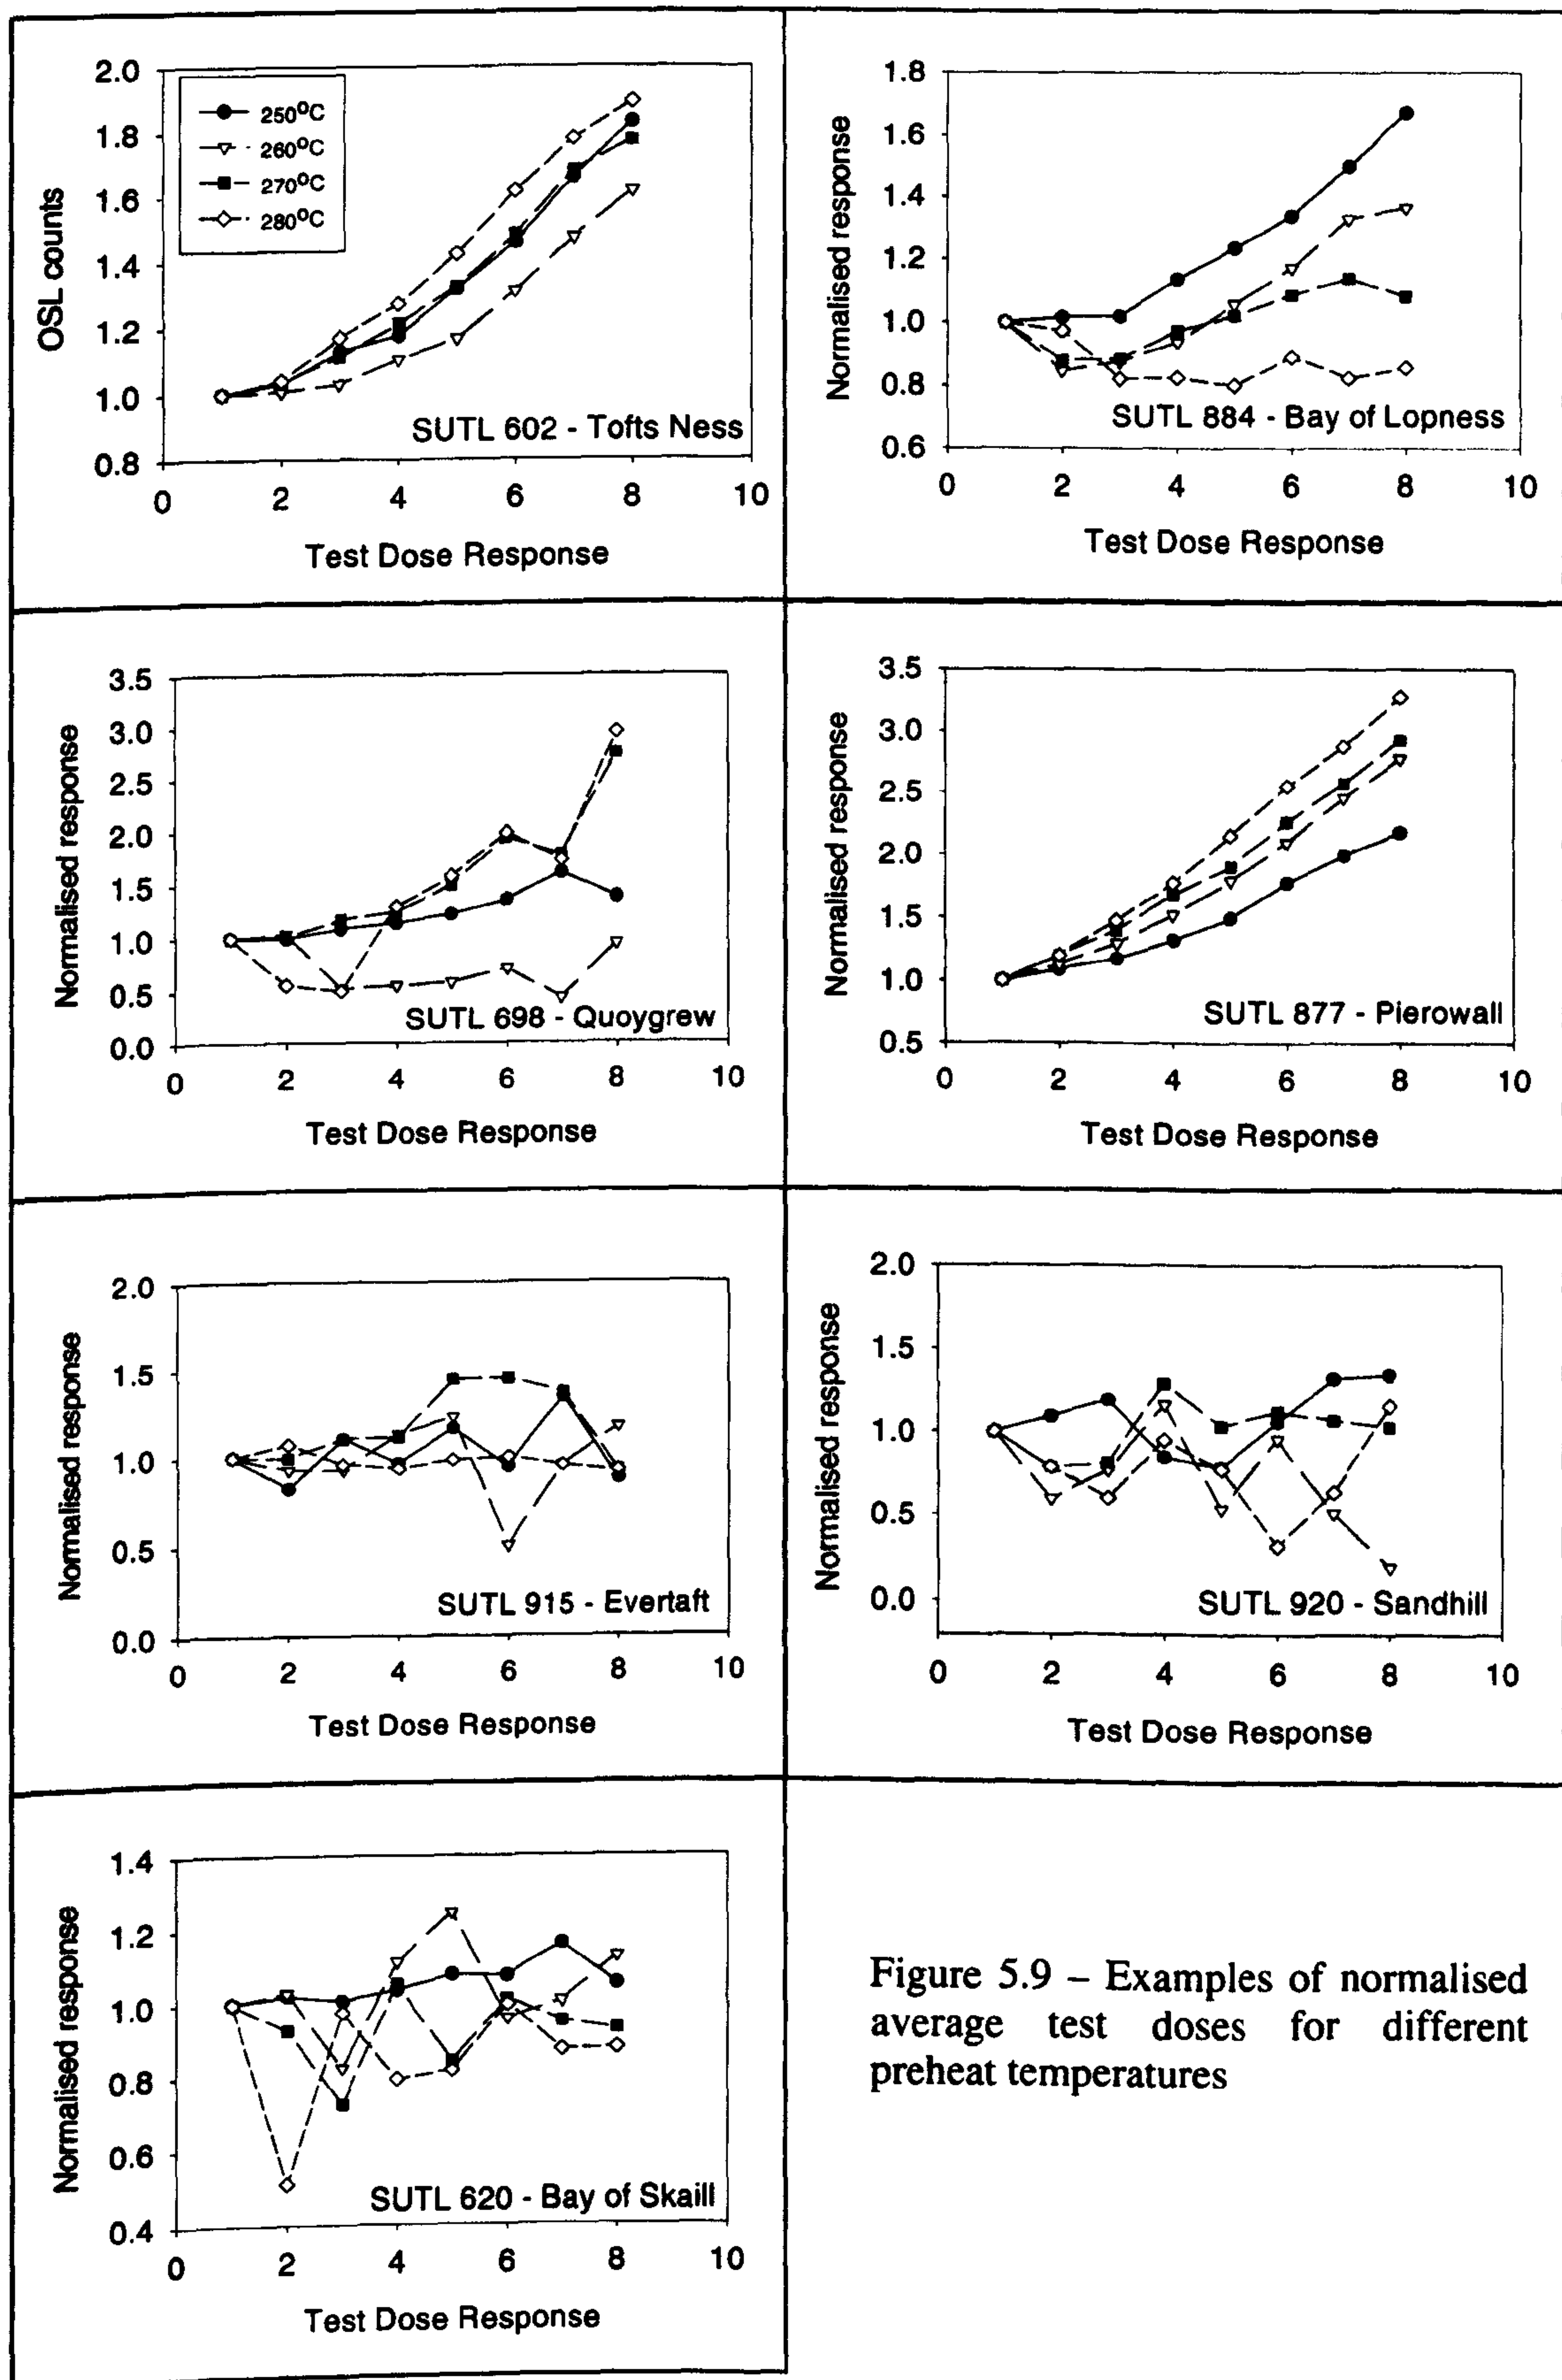 2.0
1.8
1.6
1.4
1.2
1.0
0.8
OSL counts
250°C
260°C
270°C
280°C
SUTL 602 - Tofts Ness
0 2 4 6 8 10
Test Dose Response
1.8
1.6
1.4
1.2
1.0
0.8
0.6
Normalised response
SUTL 884 - Bay of Lopness
0 2 4 6 8 10
Test Dose Response
3.5
3.0
2.5
2.0
1.5
1.0
0.5
0.0
Normalised response
SUTL 698 - Quoygrew
0 2 4 6 8 10
Test Dose Response
3.5
3.0
2.5
2.0
1.5
1.0
0.5
Normalised response
SUTL 877 - Pierowall
0 2 4 6 8 10
Test Dose Response
2.0
1.5
1.0
0.5
0.0
Normalised response
SUTL 915 - Evertaft
0 2 4 6 8 10
Test Dose Response
2.0
1.5
1.0
0.5
0.0
Normalised response
SUTL 920 - Sandhill
0 2 4 6 8 10
Test Dose Response
1.4
1.2
1.0
0.8
0.6
0.4
Normalised response
SUTL 620 - Bay of Skaill
0 2 4 6 8 10
Test Dose Response
Figure 5.9 – Examples of normalised
average test doses for different
preheat temperatures